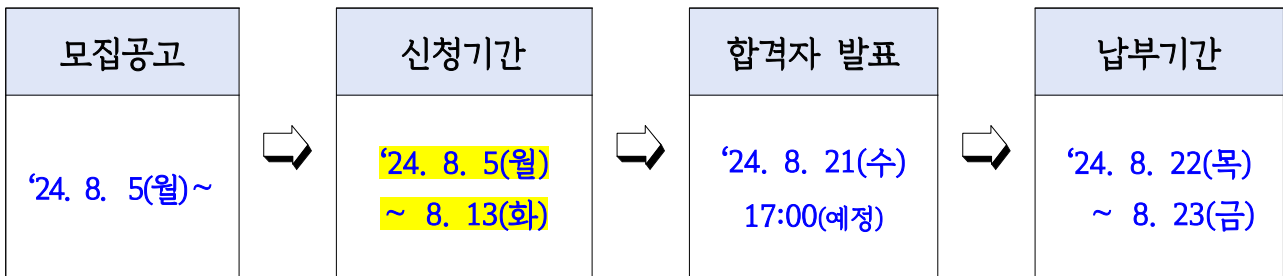 모집공고
‘24. 8. 5(월)~
신청기간
‘24. 8. 5(월)
~ 8. 13(화)
합격자 발표
‘24. 8. 21(수)
17:00(예정)
납부기간
‘24. 8. 22(목)
~ 8. 23(금)